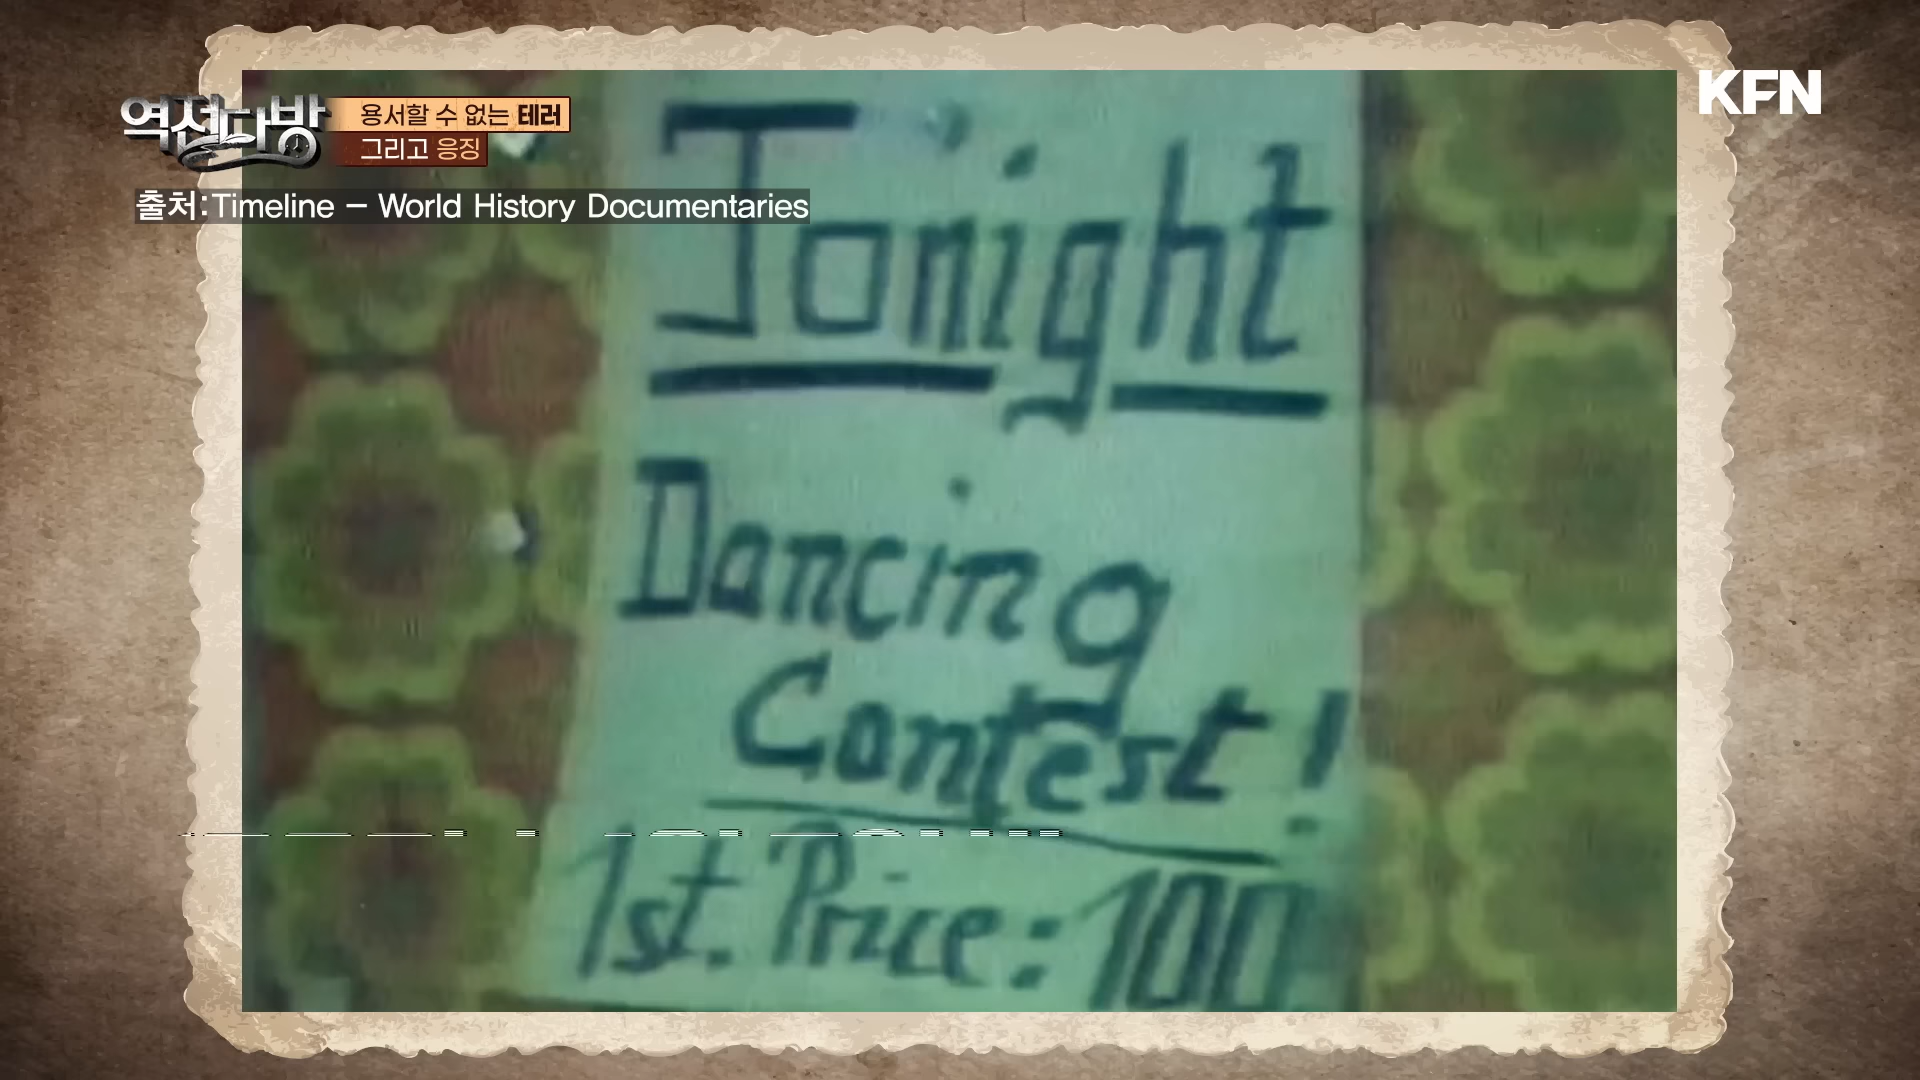 역전다방
용서할 수 없는 테러
그리고 응징
KFN
출처:Timeline – World History Documentaries
Tonight
Dancing
Contest!
1st. Price: 100